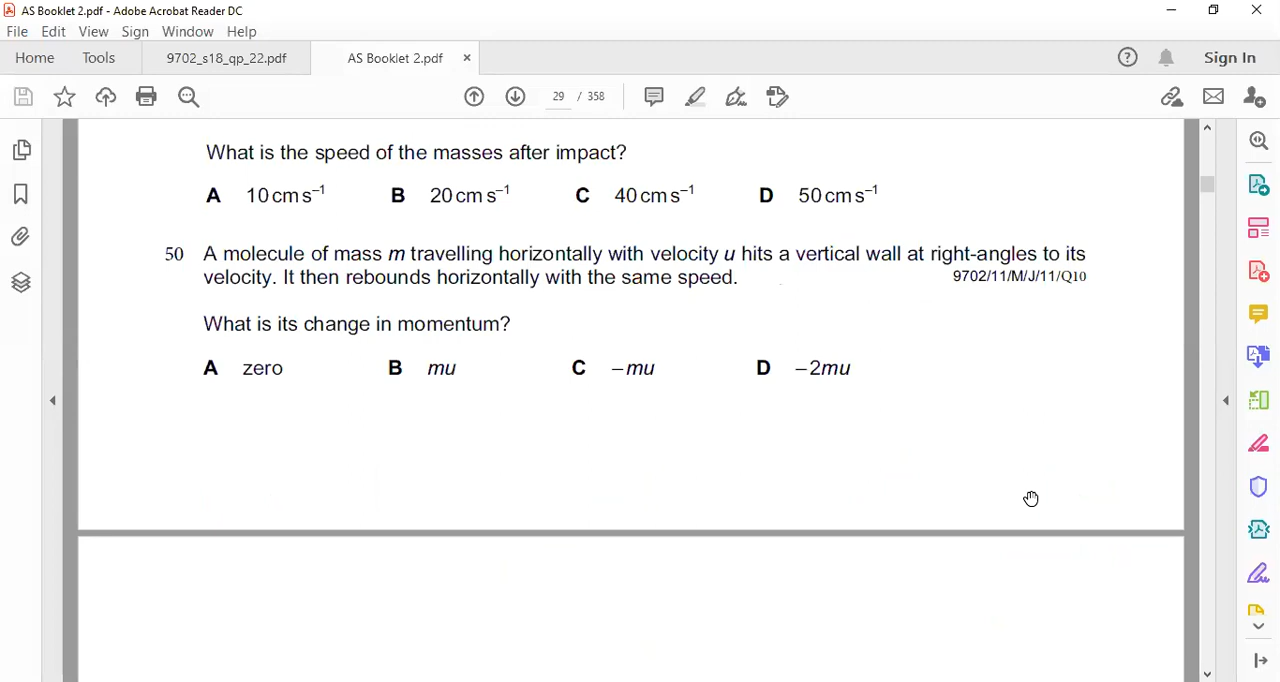 AS Booklet 2.pdf - Adobe Acrobat Reader DC
File Edit View Sign Window Help
Home Tools 9702_s18_qp_22.pdf AS Booklet 2.pdf × Sign In
29 / 358
What is the speed of the masses after impact?
A 10 cm s⁻¹ B 20 cm s⁻¹ C 40 cm s⁻¹ D 50 cm s⁻¹
50 A molecule of mass m travelling horizontally with velocity u hits a vertical wall at right-angles to its
velocity. It then rebounds horizontally with the same speed. 9702/11/M/J/11/Q10
What is its change in momentum?
A zero B mu C –mu D –2mu